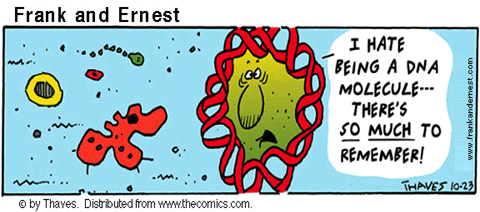 Frank and Ernest
I HATE
BEING A DNA
MOLECULE---
THERE'S
SO MUCH TO
REMEMBER!
www.frankandernest.com
THAVES 10-23
© by Thaves. Distributed from www.thecomics.com.